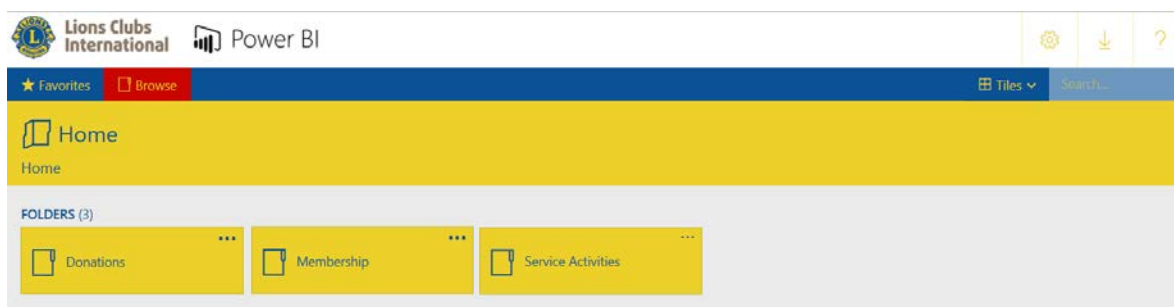 Lions Clubs
International
Power BI
?
Favorites
Browse
Tiles
Search...
Home
Home
FOLDERS (3)
...
...
...
Donations
Membership
Service Activities